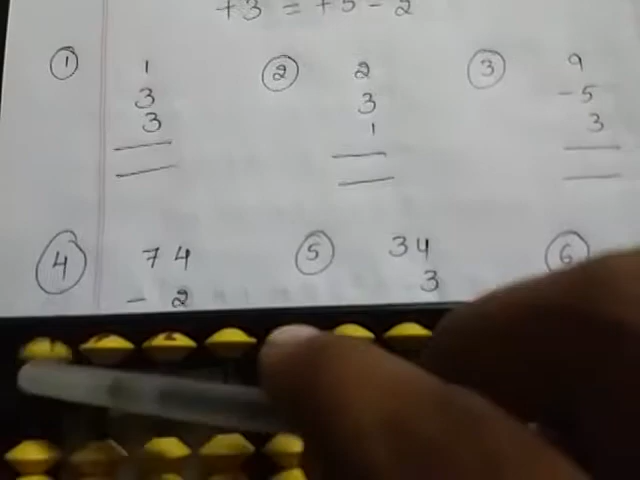 +3 = +5 - 2
① ② ③
1 2 9
3 3 -5
3 1 3
④ ⑤ ⑥
74 34
- 2 3